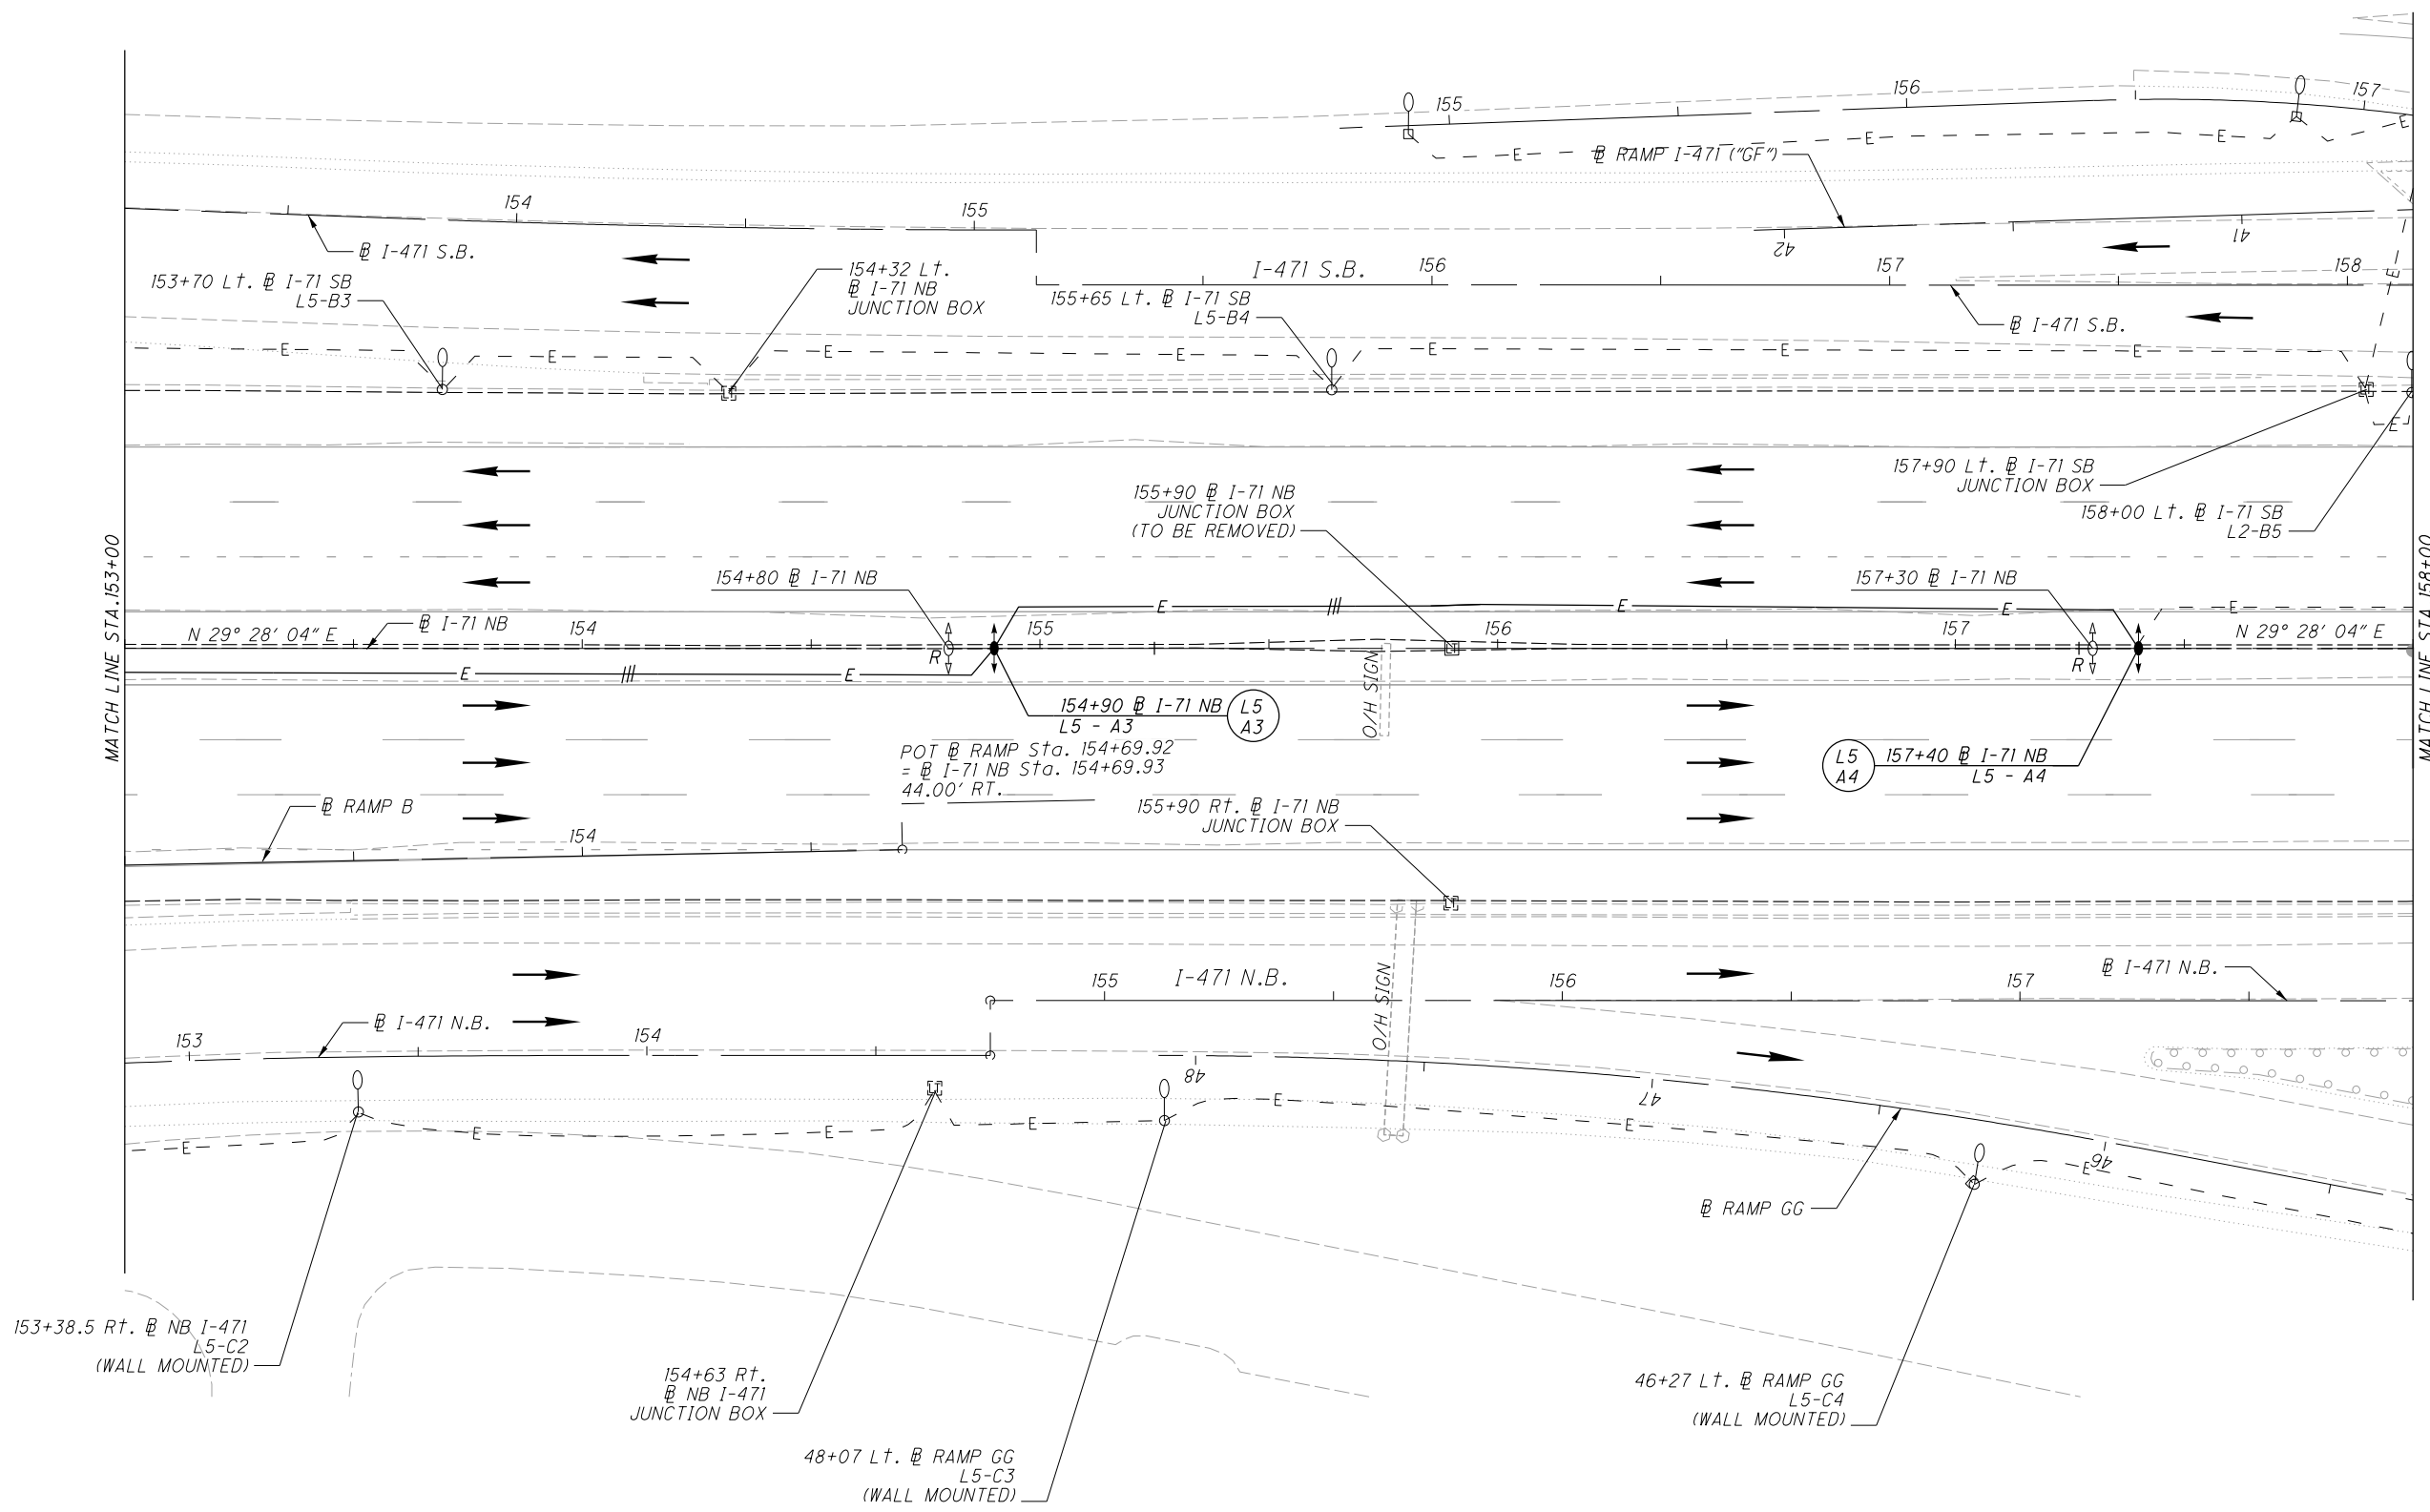 155
156
157
E
E
E
E
℄ RAMP I-471 ("GF")
154
155
42
41
℄ I-471 S.B.
I-471 S.B.
156
157
158
E
153+70 Lt. ℄ I-71 SB
L5-B3
154+32 Lt.
℄ I-71 NB
JUNCTION BOX
155+65 Lt. ℄ I-71 SB
L5-B4
℄ I-471 S.B.
E
E
E
E
E
E
E
E
157+90 Lt. ℄ I-71 SB
JUNCTION BOX
158+00 Lt. ℄ I-71 SB
L2-B5
155+90 ℄ I-71 NB
JUNCTION BOX
(TO BE REMOVED)
MATCH LINE STA.153+00
MATCH LINE STA.158+00
154+80 ℄ I-71 NB
157+30 ℄ I-71 NB
E
E
E
E
N 29° 28' 04" E
℄ I-71 NB
154
155
156
157
N 29° 28' 04" E
R
R
E
E
O/H SIGN
154+90 ℄ I-71 NB
L5 - A3
L5
A3
L5
A4
157+40 ℄ I-71 NB
L5 - A4
POT ℄ RAMP Sta. 154+69.92
= ℄ I-71 NB Sta. 154+69.93
44.00' RT.
℄ RAMP B
154
155+90 Rt. ℄ I-71 NB
JUNCTION BOX
155
I-471 N.B.
156
157
℄ I-471 N.B.
O/H SIGN
℄ I-471 N.B.
153
154
48
47
46
E
E
E
E
E
E
E
℄ RAMP GG
153+38.5 Rt. ℄ NB I-471
L5-C2
(WALL MOUNTED)
154+63 Rt.
℄ NB I-471
JUNCTION BOX
48+07 Lt. ℄ RAMP GG
L5-C3
(WALL MOUNTED)
46+27 Lt. ℄ RAMP GG
L5-C4
(WALL MOUNTED)